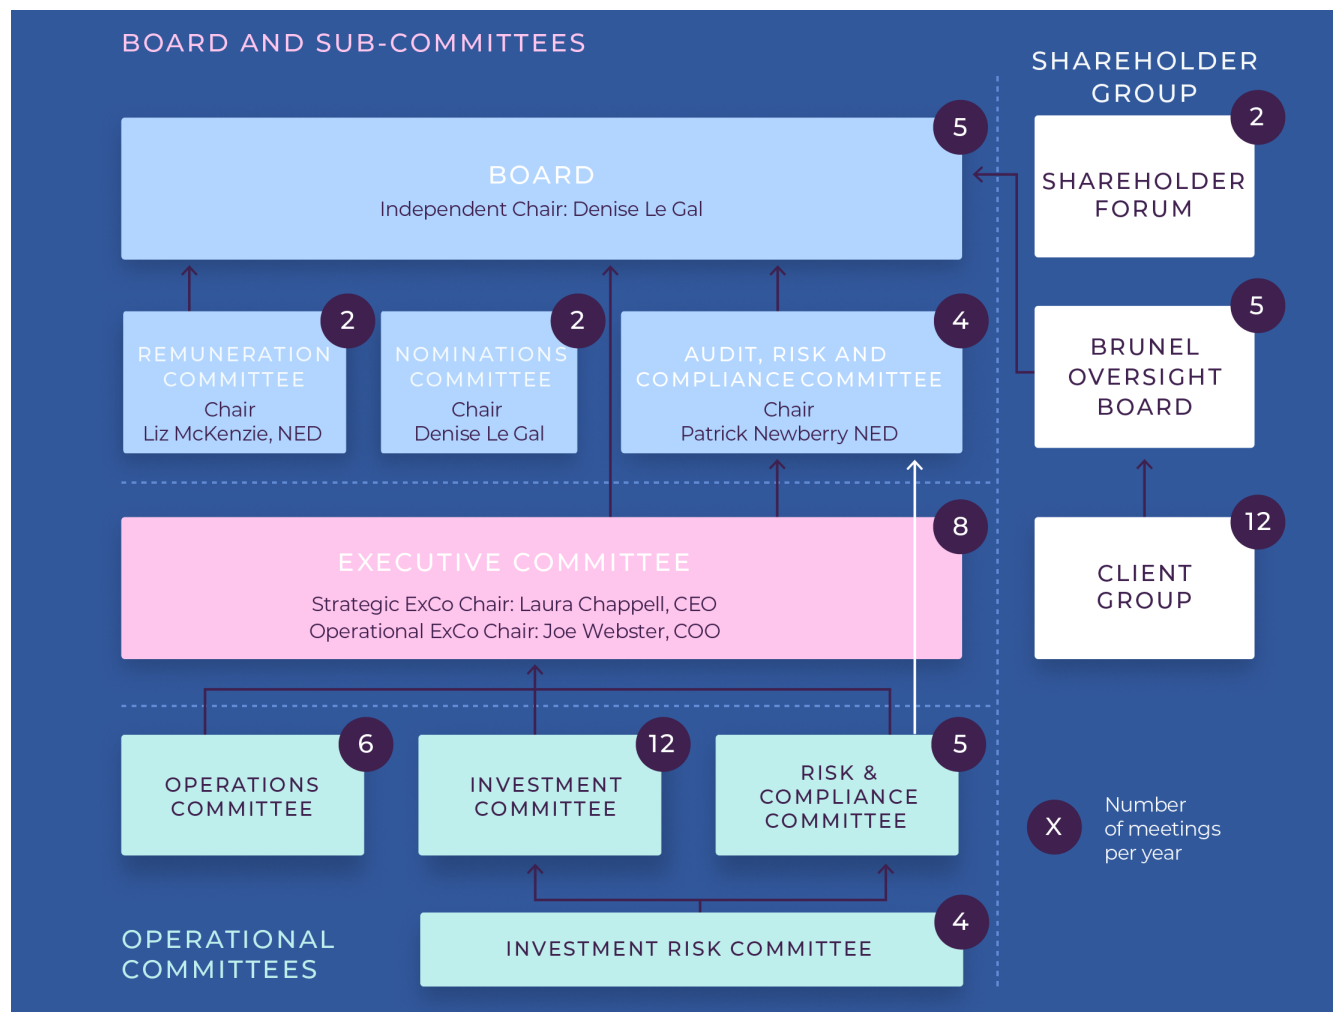 BOARD AND SUB-COMMITTEES
SHAREHOLDER
GROUP
5
BOARD
Independent Chair: Denise Le Gal
2
SHAREHOLDER
FORUM
2
REMUNERATION
COMMITTEE
Chair
Liz McKenzie, NED
2
NOMINATIONS
COMMITTEE
Chair
Denise Le Gal
4
AUDIT, RISK AND
COMPLIANCE COMMITTEE
Chair
Patrick Newberry NED
5
BRUNEL
OVERSIGHT
BOARD
8
EXECUTIVE COMMITTEE
Strategic ExCo Chair: Laura Chappell, CEO
Operational ExCo Chair: Joe Webster, COO
12
CLIENT
GROUP
6
OPERATIONS
COMMITTEE
12
INVESTMENT
COMMITTEE
5
RISK &
COMPLIANCE
COMMITTEE
X
Number
of meetings
per year
OPERATIONAL
COMMITTEES
4
INVESTMENT RISK COMMITTEE